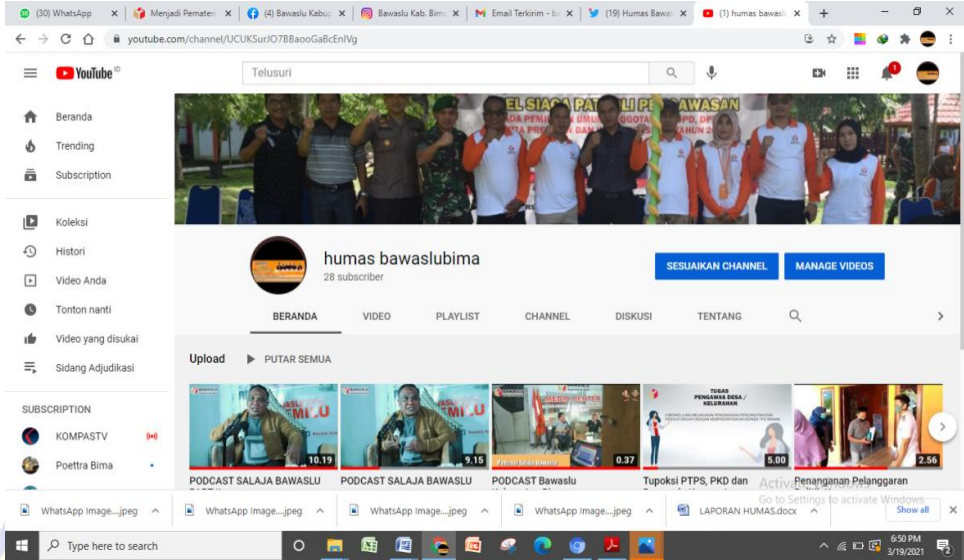 (30) WhatsApp
Menjadi Pemateri
(4) Bawaslu Kabup
Bawaslu Kab. Bima
Email Terkirim - b
(19) Humas Bawas
(1) humas bawasl
youtube.com/channel/UCUKSurJO7BBaooGaBcEnIVg
YouTube ID
Telusuri
1
Beranda
Trending
Subscription
Koleksi
Histori
Video Anda
Tonton nanti
Video yang disukai
Sidang Adjudikasi
SUBSCRIPTION
KOMPASTV
Poettra Bima
humas bawaslubima
28 subscriber
SESUAIKAN CHANNEL
MANAGE VIDEOS
BERANDA VIDEO PLAYLIST CHANNEL DISKUSI TENTANG
Upload PUTAR SEMUA
10.19
9.15
MEDIA CENTER
0.37
TUGAS
PENGAWAS DESA /
KELURAHAN
5.00
2.56
PODCAST SALAJA BAWASLU
PODCAST SALAJA BAWASLU
PODCAST Bawaslu
Tupoksi PTPS, PKD dan
Penanganan Pelanggaran
Go to Settings to activate Windows.
WhatsApp Image....jpeg
WhatsApp Image....jpeg
WhatsApp Image....jpeg
WhatsApp Image....jpeg
LAPORAN HUMAS.docx
Show all
Type here to search
6:50 PM
3/19/2021
2